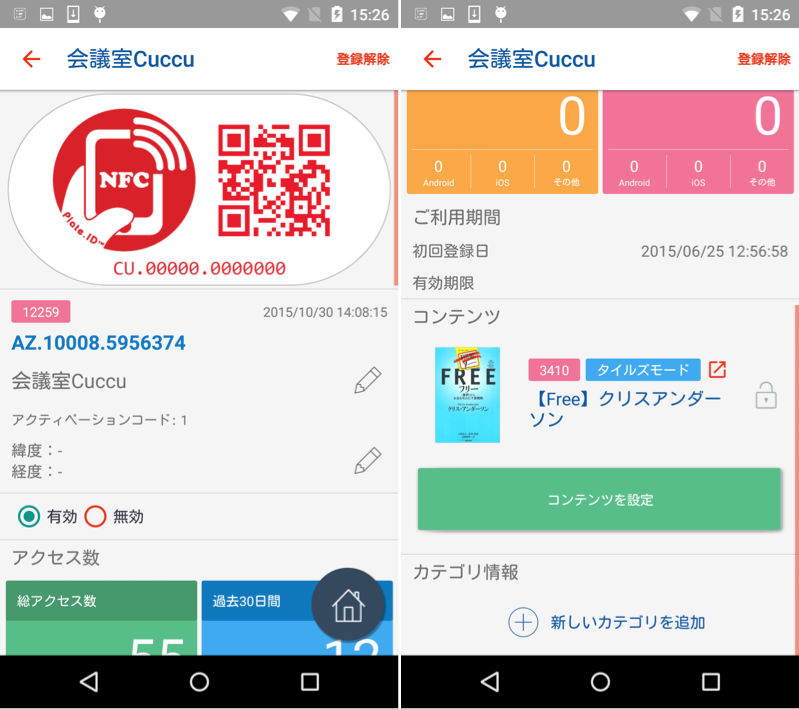 15:26
会議室Cuccu
登録解除
NFC
Plate.ID
CU.00000.0000000
12259
2015/10/30 14:08:15
AZ.10008.5956374
会議室Cuccu
アクティベーションコード: 1
緯度：-
経度：-
有効
無効
アクセス数
総アクセス数
過去30日間
55
12
15:26
会議室Cuccu
登録解除
0
0
0
0
0
Android
iOS
その他
0
0
0
Android
iOS
その他
ご利用期間
初回登録日
2015/06/25 12:56:58
有効期限
コンテンツ
FREE
フリー
クリス・アンダーソン
3410
タイルズモード
【Free】クリスアンダー
ソン
コンテンツを設定
カテゴリ情報
新しいカテゴリを追加